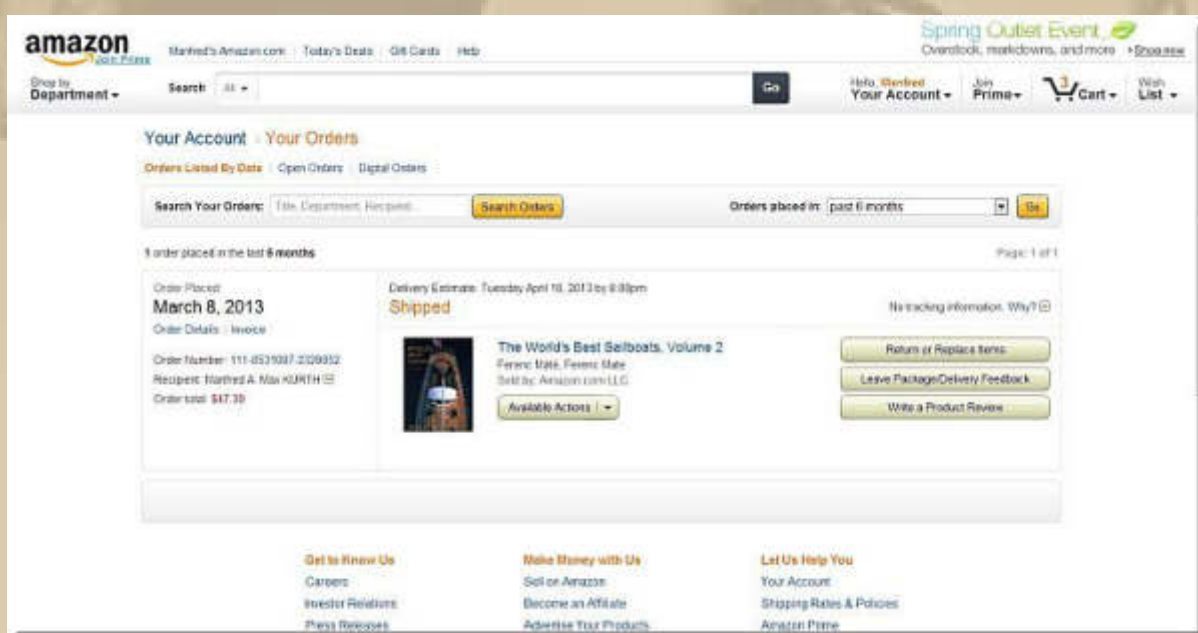 amazon
Join Prime
Manfred's Amazon.com Today's Deals Gift Cards Help
Spring Outlet Event
Overstock, markdowns, and more Shop now
Shop by
Department
Search All Go
Hello, Manfred
Your Account
Join
Prime
3
Cart
Wish
List
Your Account Your Orders
Orders Listed By Date Open Orders Digital Orders
Search Your Orders: Title, Department, Recipient... Search Orders Orders placed in: past 6 months Go
1 order placed in the last 6 months Page: 1 of 1
Order Placed
March 8, 2013
Order Details Invoice
Order Number
Recipient: Manfred A. Max KURTH
Order total: $47.39
Delivery Estimate: Tuesday April 2013 by 8:00pm
Shipped
No tracking information. Why?
The World's Best Sailboats, Volume 2
Ferenc Máté, Ferenc Mate
Sold by: Amazon.com LLC
Available Actions
Return or Replace Items
Leave Package/Delivery Feedback
Write a Product Review
Get to Know Us
Careers
Investor Relations
Press Releases
Make Money with Us
Sell on Amazon
Become an Affiliate
Advertise Your Products
Let Us Help You
Your Account
Shipping Rates & Policies
Amazon Prime